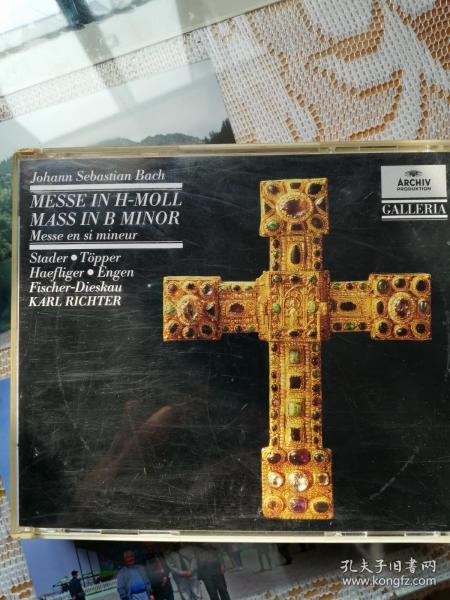 Johann Sebastian Bach
MESSE IN H-MOLL
MASS IN B MINOR
Messe en si mineur
Stader • Töpper
Haefliger • Engen
Fischer-Dieskau
KARL RICHTER
ARCHIV
PRODUKTION
GALLERIA
孔夫子旧书网
www.kongfz.com